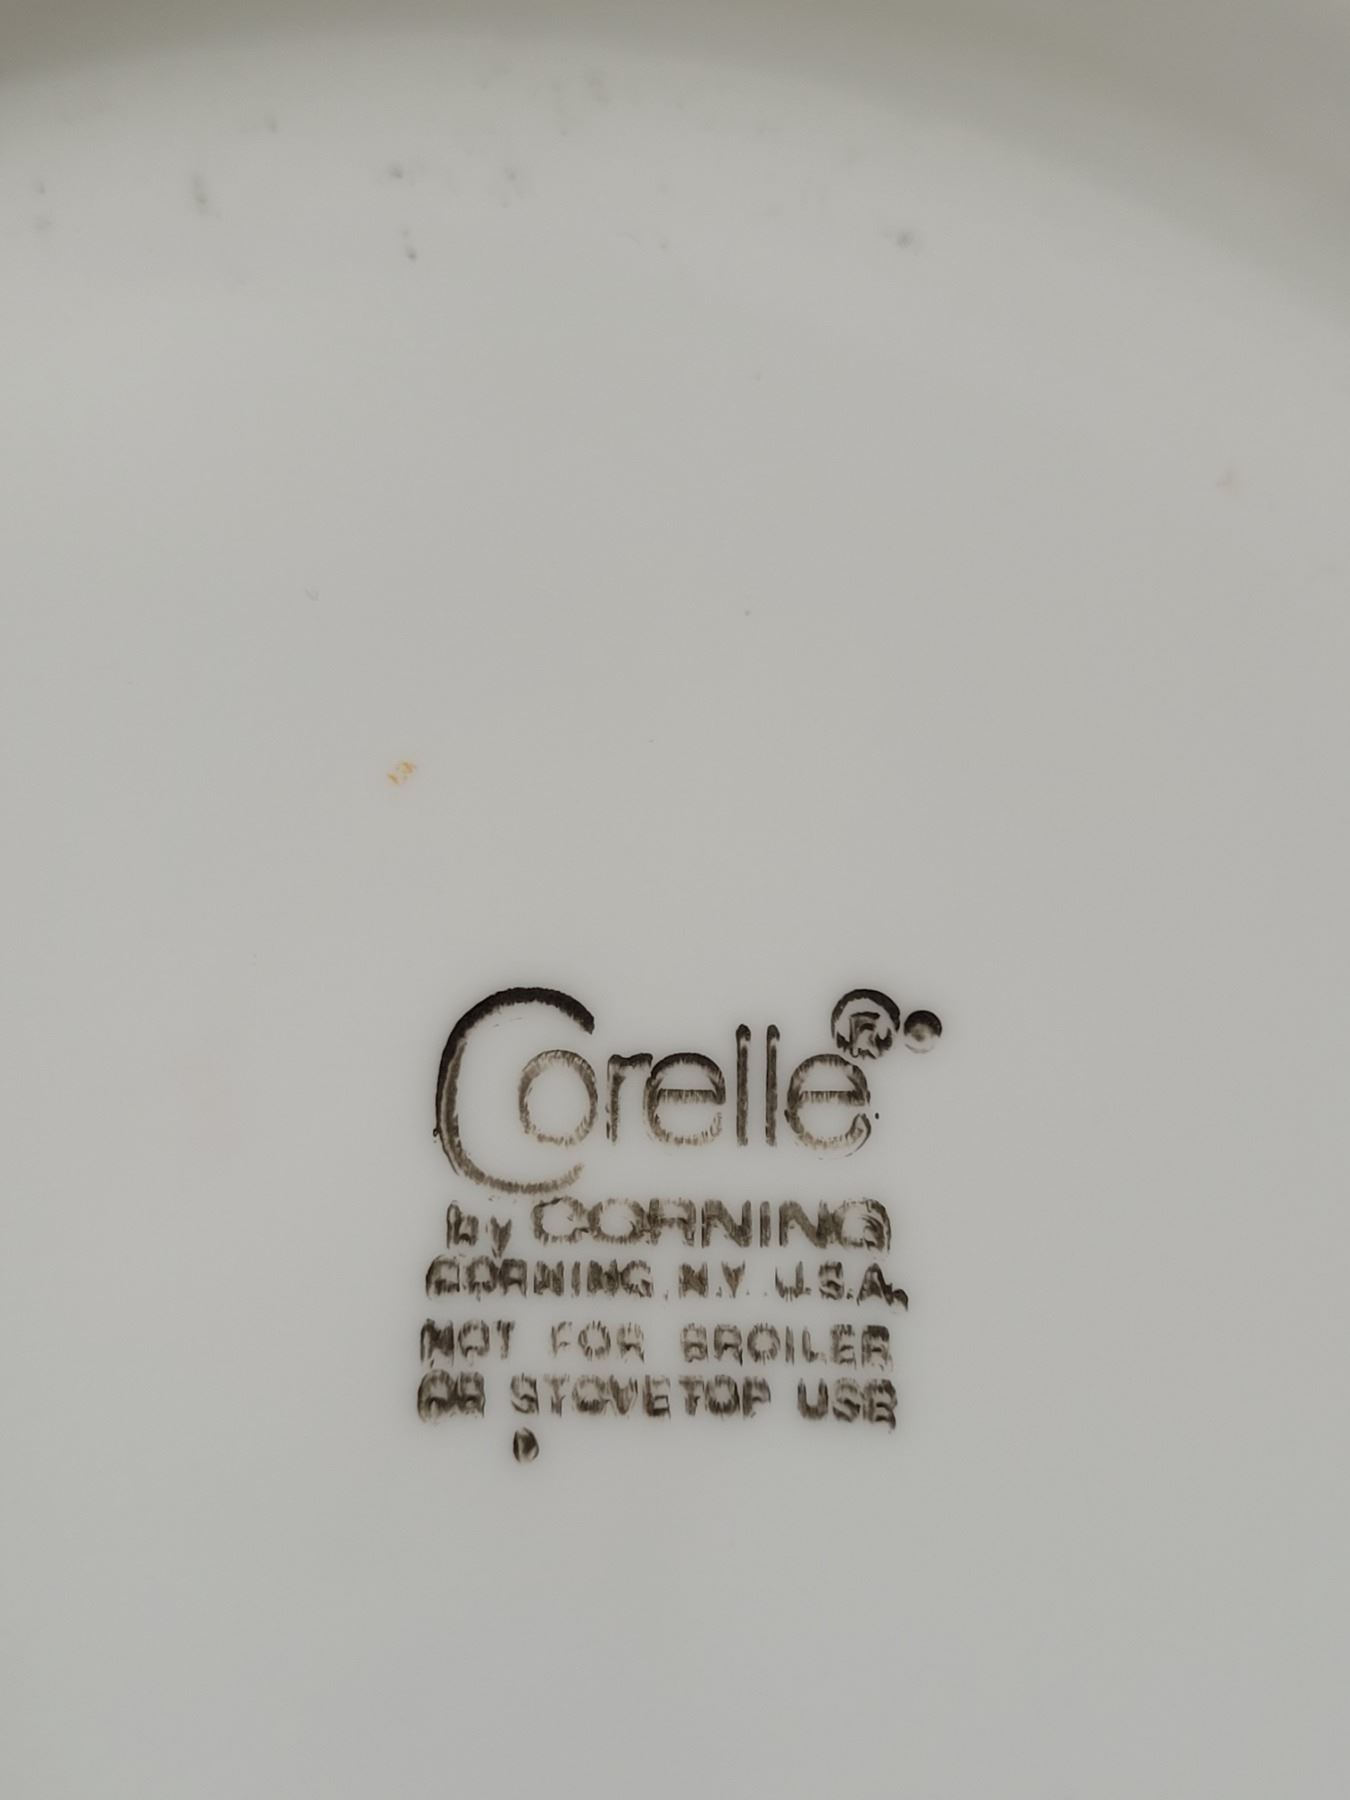 Corelle®
by CORNING
CORNING, N.Y. U.S.A.
NOT FOR BROILER
OR STOVETOP USE